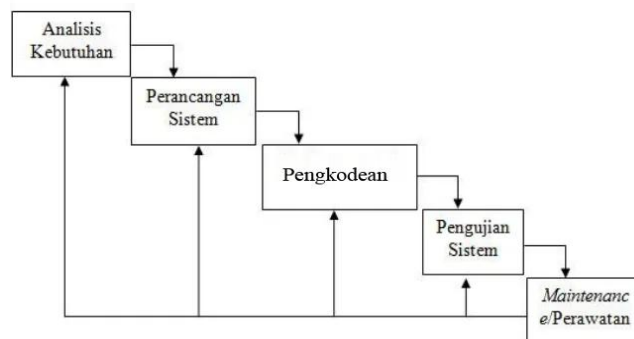 Analisis
Kebutuhan
Perancangan
Sistem
Pengkodean
Pengujian
Sistem
Maintenanc
e/Perawatan